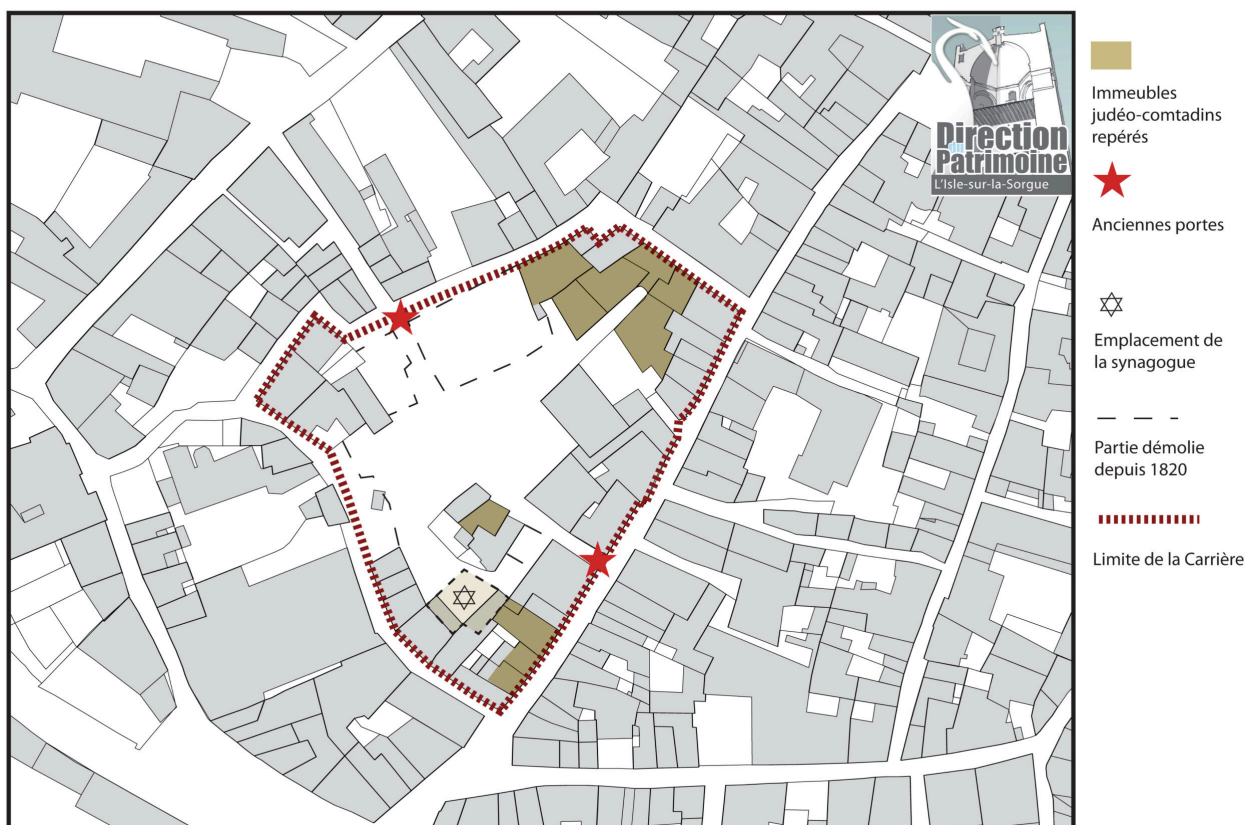 Direction
du
Patrimoine
L'Isle-sur-la-Sorgue
Immeubles
judéo-comtadins
repérés
Anciennes portes
Emplacement de
la synagogue
Partie démolie
depuis 1820
Limite de la Carrière